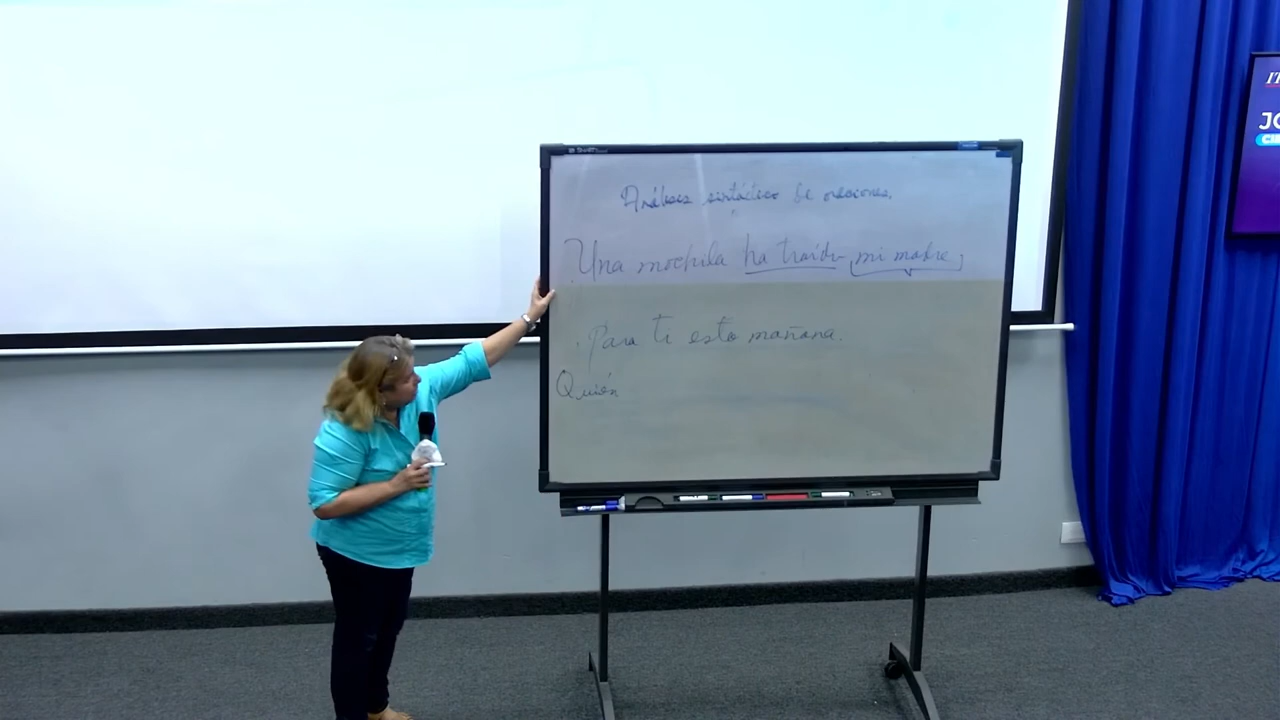 Análisis sintáctico de oraciones.
Una mochila ha traído mi madre
Para ti esto mañana.
Quién